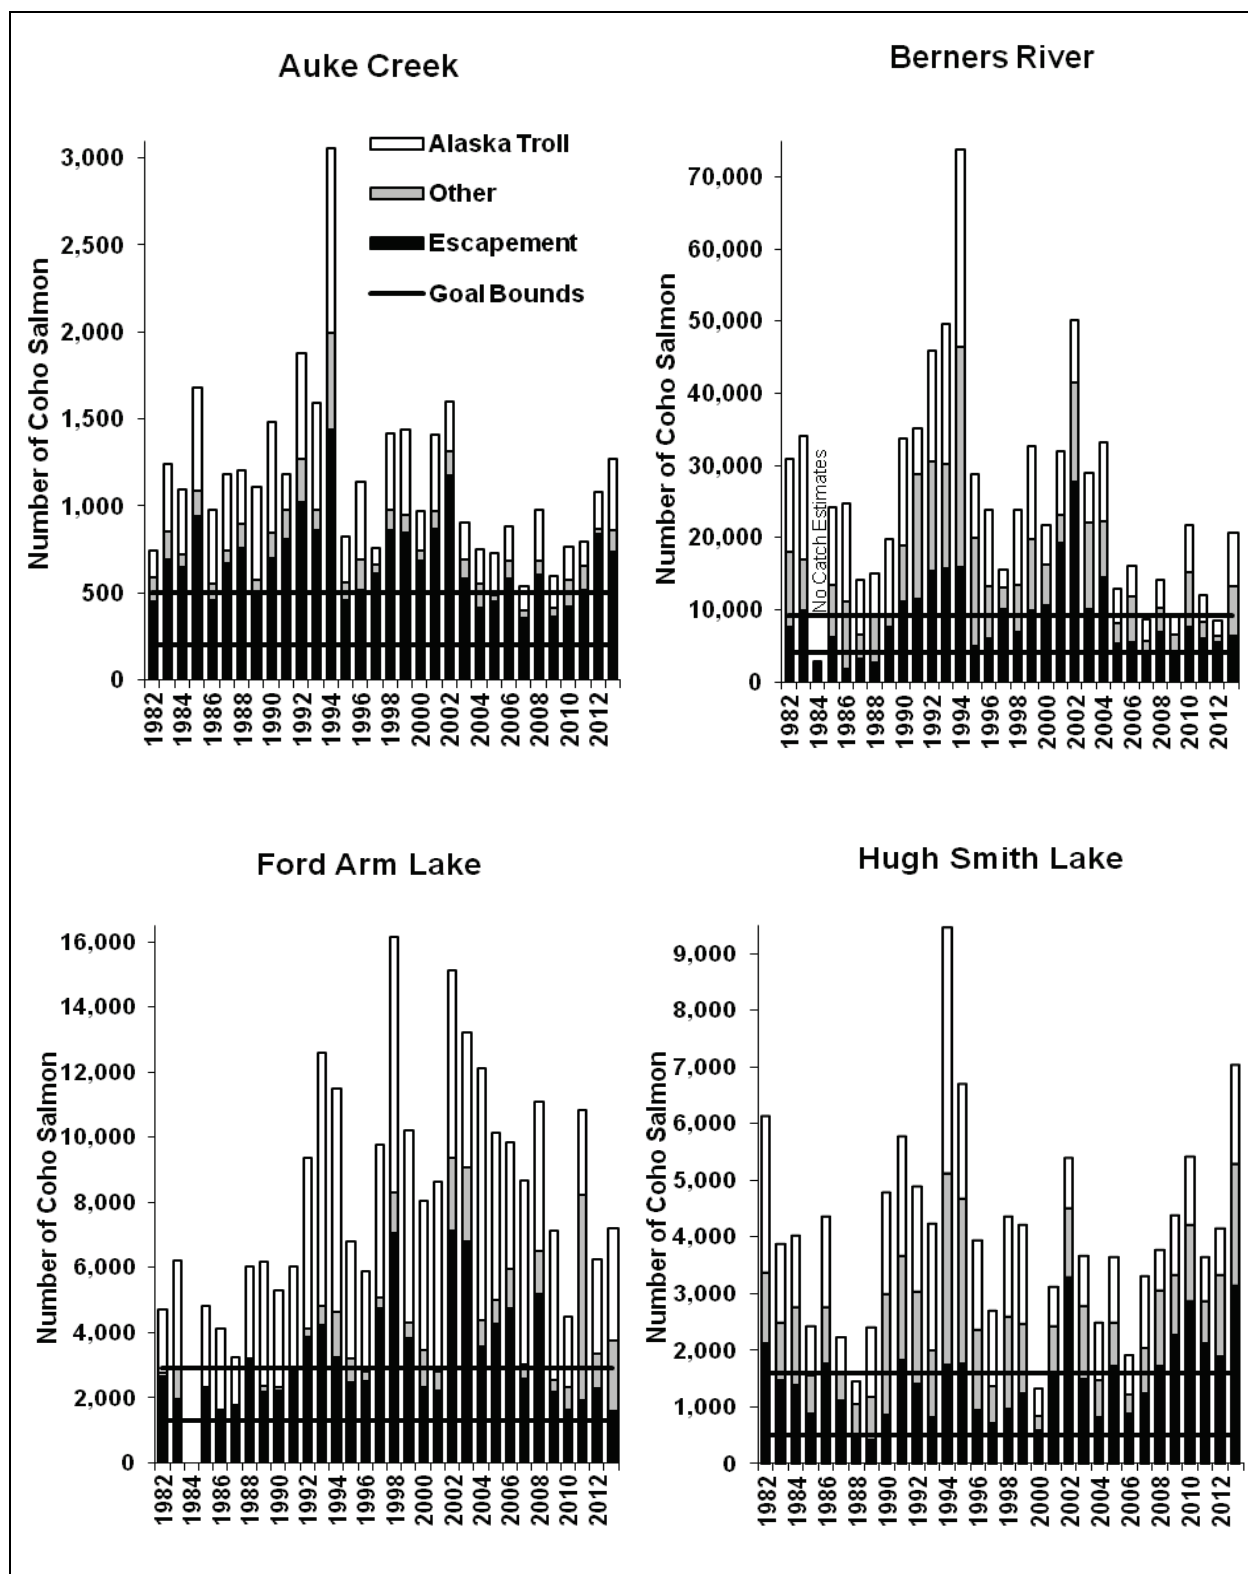 Auke Creek
Number of Coho Salmon
3,000
2,500
2,000
1,500
1,000
500
0
Alaska Troll
Other
Escapement
Goal Bounds
1982 1984 1986 1988 1990 1992 1994 1996 1998 2000 2002 2004 2006 2008 2010 2012
Berners River
Number of Coho Salmon
70,000
60,000
50,000
40,000
30,000
20,000
10,000
0
No Catch Estimates
1982 1984 1986 1988 1990 1992 1994 1996 1998 2000 2002 2004 2006 2008 2010 2012
Ford Arm Lake
Number of Coho Salmon
16,000
14,000
12,000
10,000
8,000
6,000
4,000
2,000
0
1982 1984 1986 1988 1990 1992 1994 1996 1998 2000 2002 2004 2006 2008 2010 2012
Hugh Smith Lake
Number of Coho Salmon
9,000
8,000
7,000
6,000
5,000
4,000
3,000
2,000
1,000
0
1982 1984 1986 1988 1990 1992 1994 1996 1998 2000 2002 2004 2006 2008 2010 2012